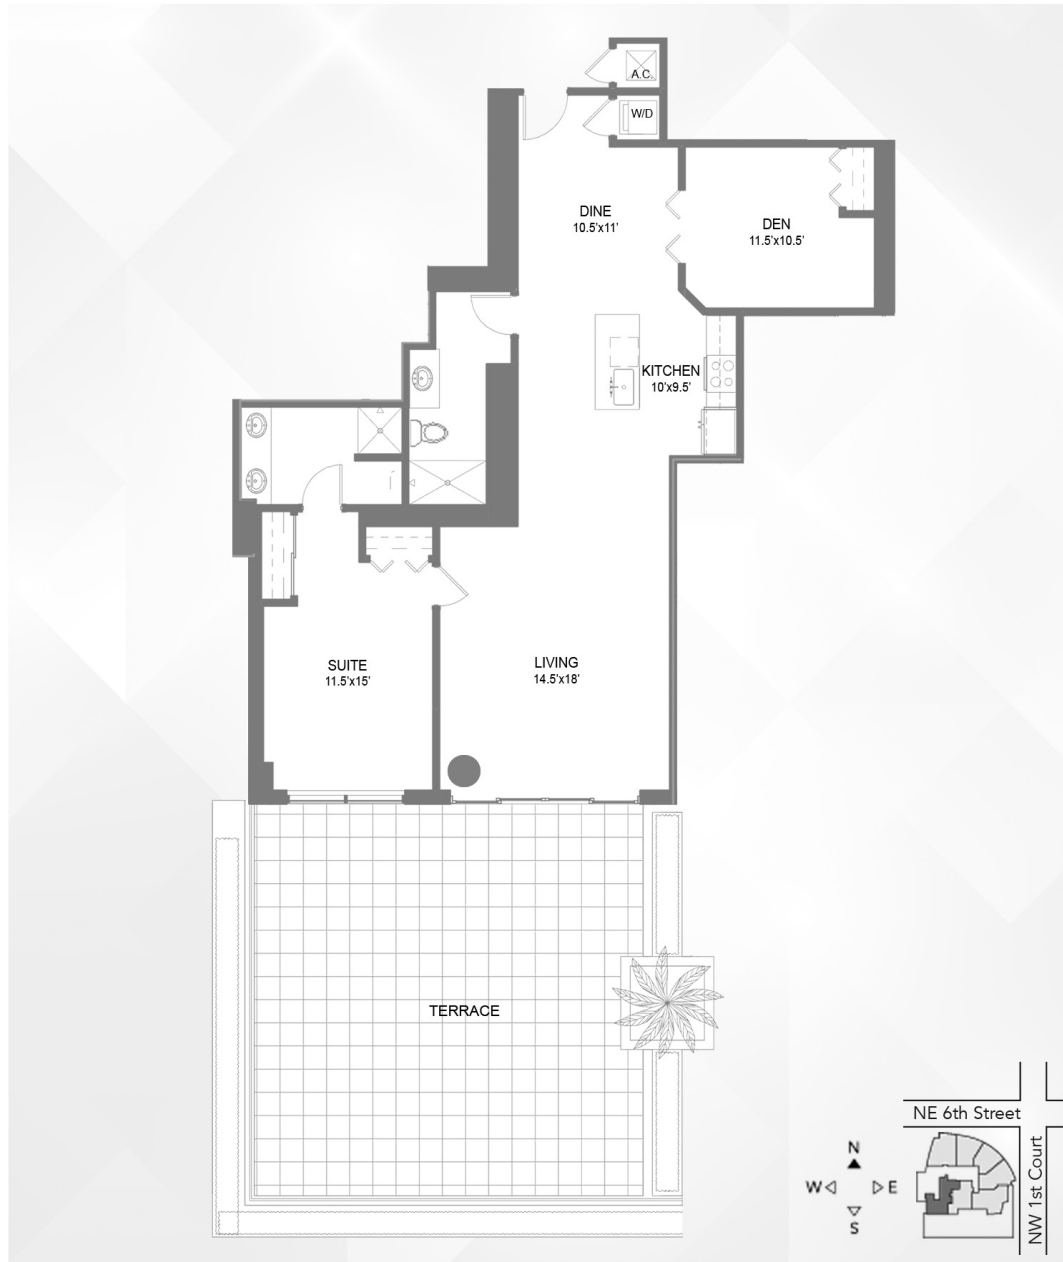 A.C.
W/D
DINE
10.5'x11'
DEN
11.5'x10.5'
KITCHEN
10'x9.5'
SUITE
11.5'x15'
LIVING
14.5'x18'
TERRACE
NE 6th Street
NW 1st Court
N
W E
S